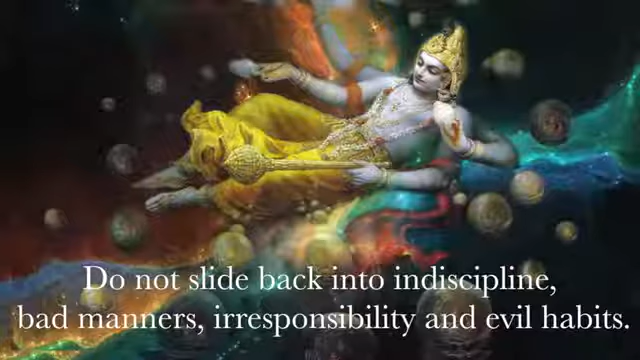 Do not slide back into indiscipline,
bad manners, irresponsibility and evil habits.